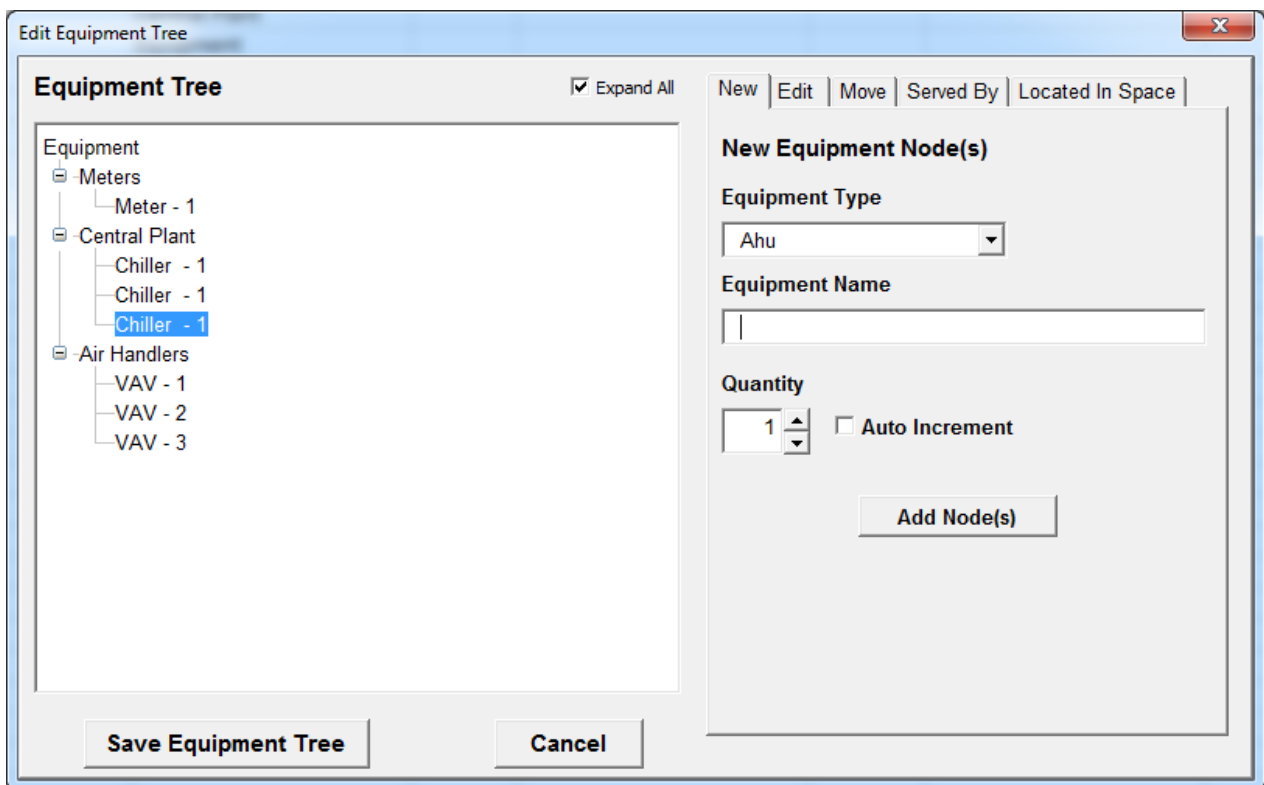 Edit Equipment Tree
Equipment Tree
Expand All
Equipment
Meters
Meter - 1
Central Plant
Chiller - 1
Chiller - 1
Chiller - 1
Air Handlers
VAV - 1
VAV - 2
VAV - 3
Save Equipment Tree
Cancel
New Edit Move Served By Located In Space
New Equipment Node(s)
Equipment Type
Ahu
Equipment Name
Quantity
1 Auto Increment
Add Node(s)